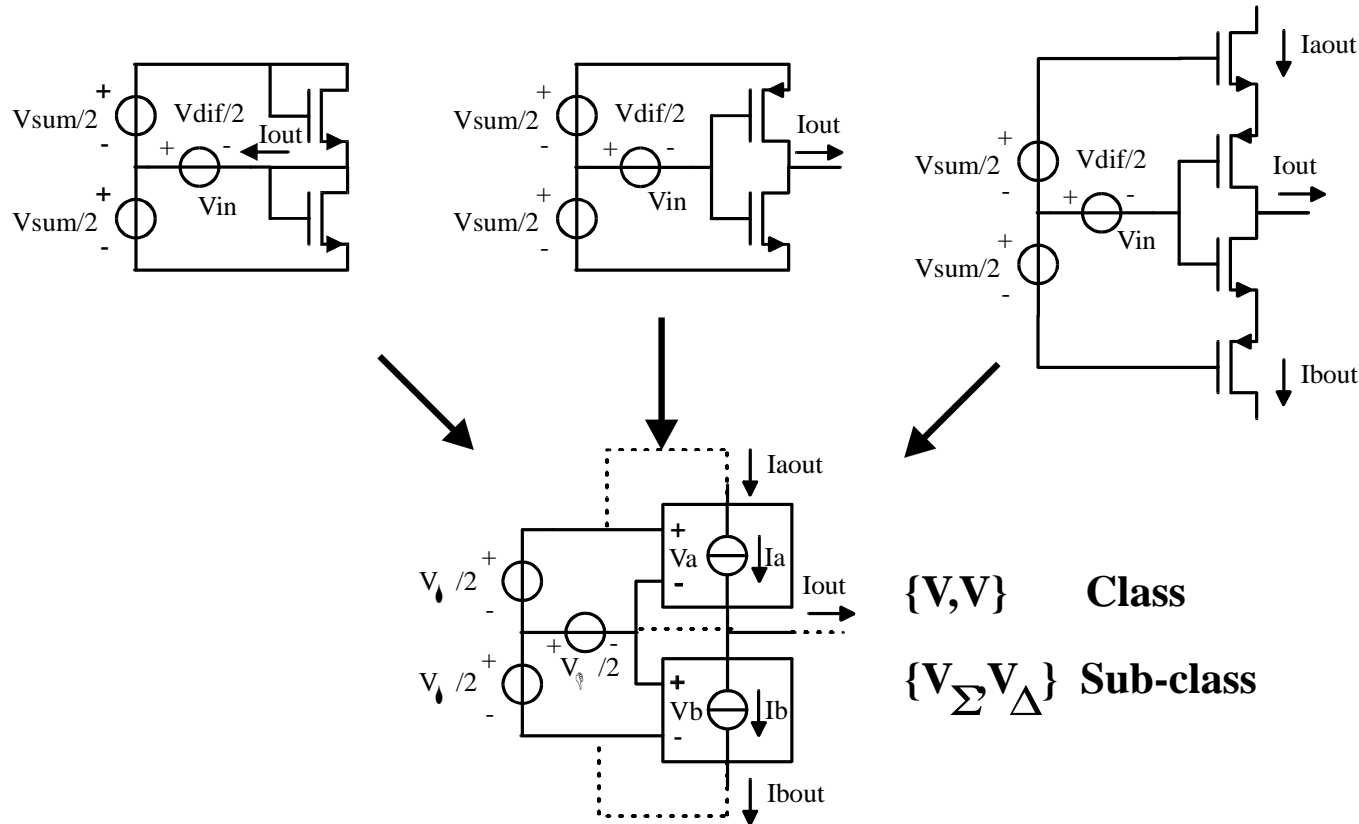 +
Vsum/2
-
Vdif/2
Iout
+ -
Vin
+
Vsum/2
-
+
Vsum/2
-
Vdif/2
Iout
+ -
Vin
+
Vsum/2
-
Iaout
+
Vsum/2
-
Vdif/2
Iout
+ -
Vin
+
Vsum/2
-
Ibout
Iaout
+
Va
-
Ia
+
V /2
-
Iout
+ -
V /2
+
V /2
-
+
Vb
-
Ib
Ibout
{V,V} Class
{VΣ,VΔ} Sub-class